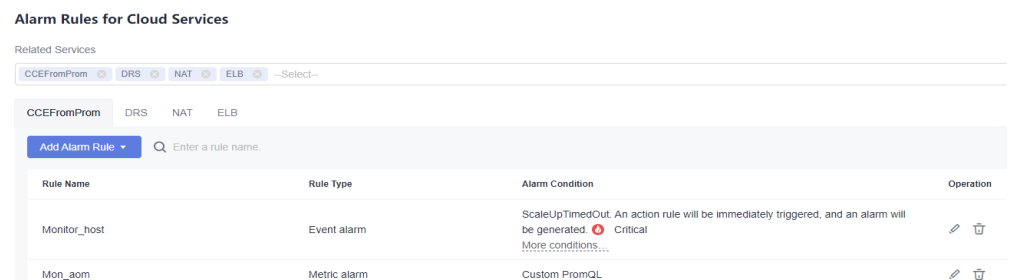 Alarm Rules for Cloud Services
Related Services
CCEFromProm DRS NAT ELB --Select--
CCEFromProm DRS NAT ELB
Add Alarm Rule Enter a rule name.
Rule Name Rule Type Alarm Condition Operation
ScaleUpTimedOut. An action rule will be immediately triggered, and an alarm will
Monitor_host Event alarm be generated. Critical
More conditions...
Mon_aom Metric alarm Custom PromQL